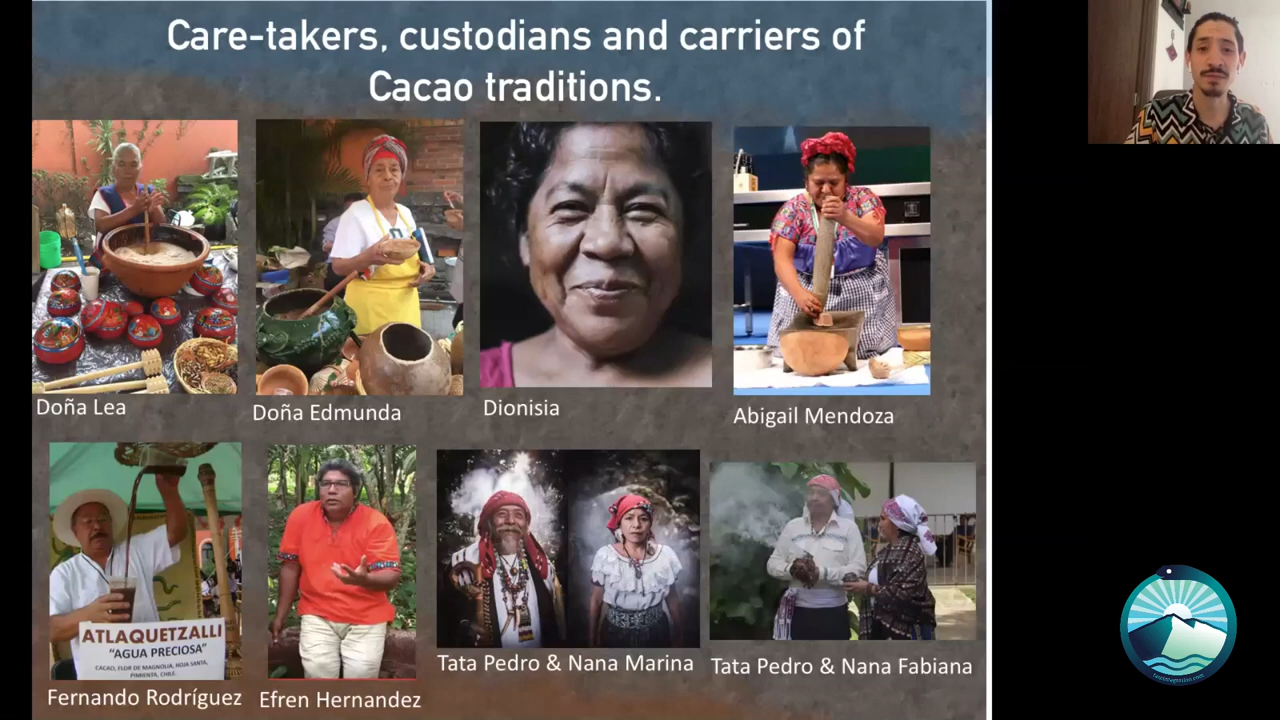 Care-takers, custodians and carriers of
Cacao traditions.
Doña Lea
Doña Edmunda
Dionisia
Abigail Mendoza
ATLAQUETZALLI
"AGUA PRECIOSA"
CACAO, FLOR DE MAGNOLIA, HOJA SANTA,
PIMIENTA, CHILE.
Fernando Rodríguez
Efren Hernandez
Tata Pedro & Nana Marina
Tata Pedro & Nana Fabiana